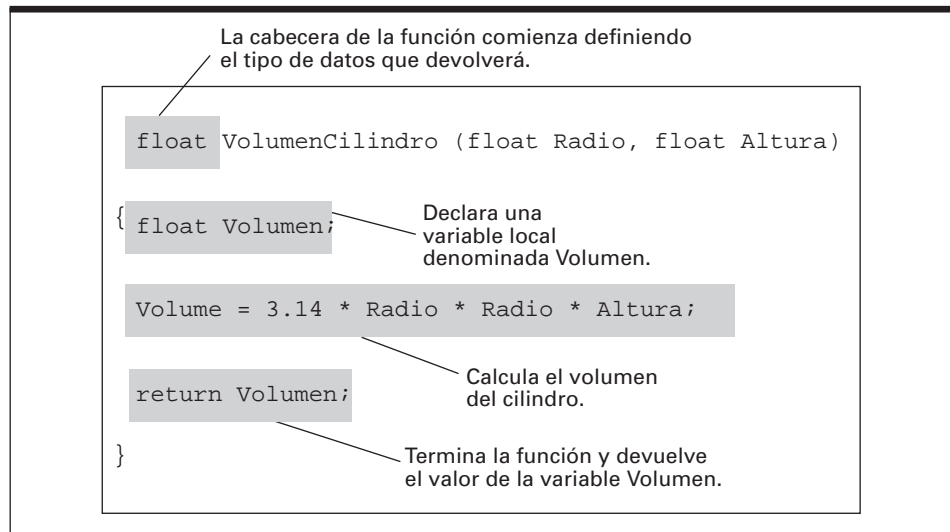 La cabecera de la función comienza definiendo
el tipo de datos que devolverá.
float VolumenCilindro (float Radio, float Altura)
{ float Volumen;
Declara una
variable local
denominada Volumen.
Volume = 3.14 * Radio * Radio * Altura;
Calcula el volumen
del cilindro.
return Volumen;
}
Termina la función y devuelve
el valor de la variable Volumen.